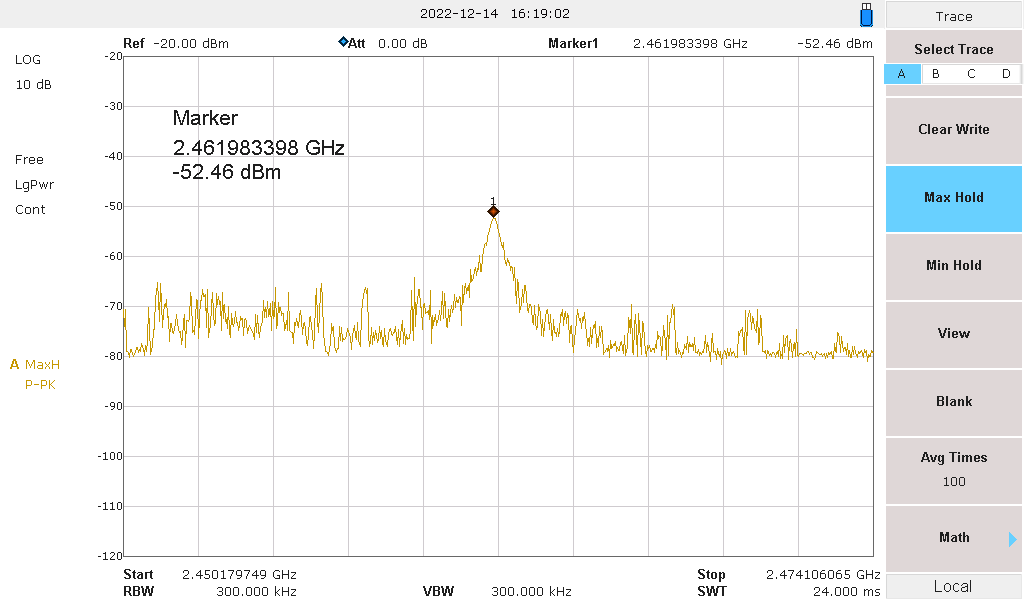 2022-12-14 16:19:02
Trace
Ref -20.00 dBm Att 0.00 dB Marker1 2.461983398 GHz -52.46 dBm
Select Trace
A B C D
LOG
10 dB
Free
LgPwr
Cont
A MaxH
P-PK
-20
-30
-40
-50
-60
-70
-80
-90
-100
-110
-120
Marker
2.461983398 GHz
-52.46 dBm
1
Clear Write
Max Hold
Min Hold
View
Blank
Avg Times
100
Math
Start 2.450179749 GHz Stop 2.474106065 GHz
RBW 300.000 kHz VBW 300.000 kHz SWT 24.000 ms
Local